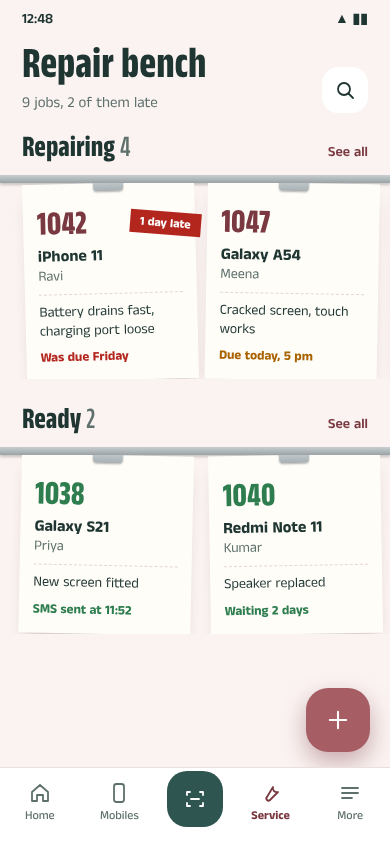 12:48
Repair bench
9 jobs, 2 of them late
Repairing 4
See all
1042
1 day late
iPhone 11
Ravi
Battery drains fast,
charging port loose
Was due Friday
1047
Galaxy A54
Meena
Cracked screen, touch
works
Due today, 5 pm
Ready 2
See all
1038
Galaxy S21
Priya
New screen fitted
SMS sent at 11:52
1040
Redmi Note 11
Kumar
Speaker replaced
Waiting 2 days
Home
Mobiles
Service
More